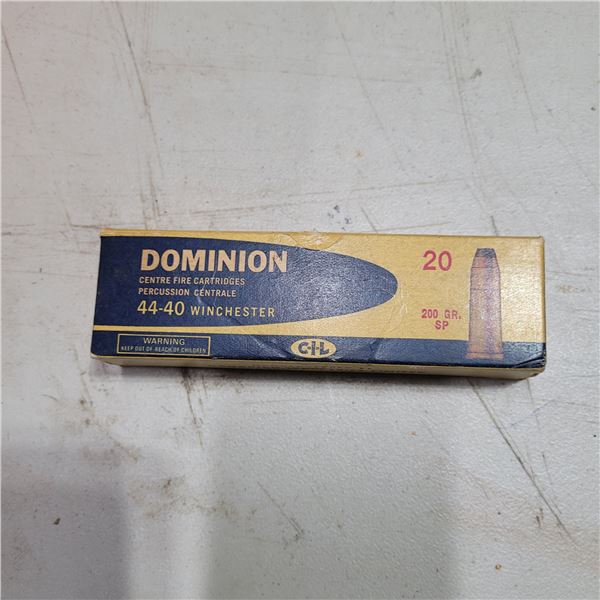 DOMINION
CENTRE FIRE CARTRIDGES
PERCUSSION CENTRALE
44-40 WINCHESTER
20
200 GR.
SP
WARNING
KEEP OUT OF REACH OF CHILDREN
C-I-L